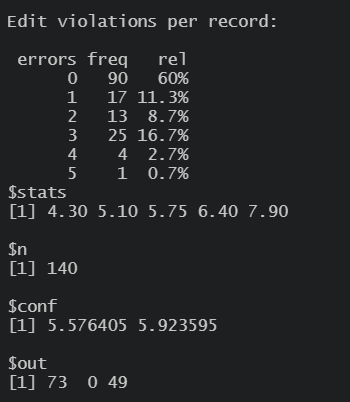 Edit violations per record:
errors freq rel
0 90 60%
1 17 11.3%
2 13 8.7%
3 25 16.7%
4 4 2.7%
5 1 0.7%
$stats
[1] 4.30 5.10 5.75 6.40 7.90
$n
[1] 140
$conf
[1] 5.576405 5.923595
$out
[1] 73 0 49